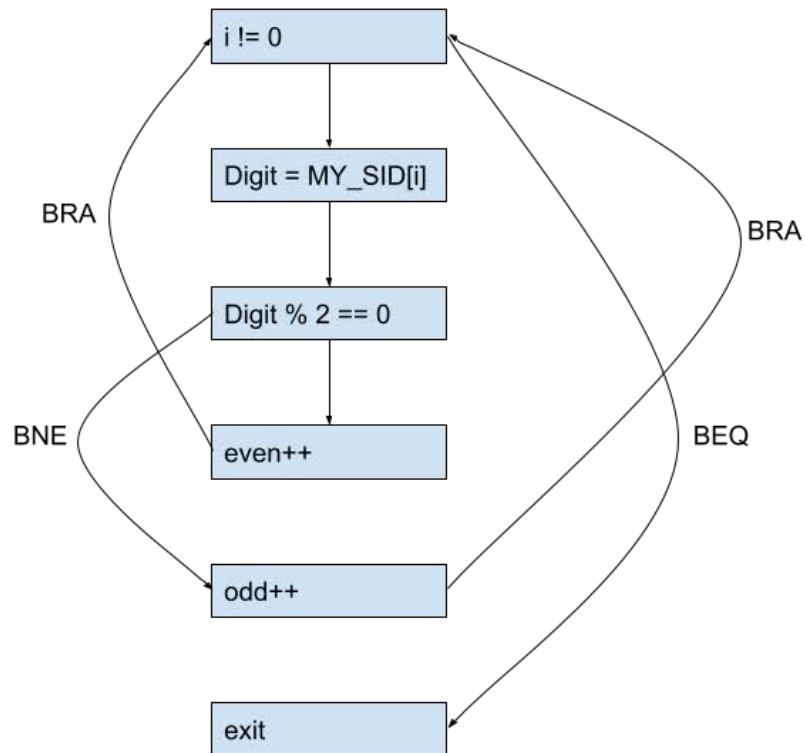 i != 0
Digit = MY_SID[i]
BRA
BRA
Digit % 2 == 0
BNE
even++
BEQ
odd++
exit